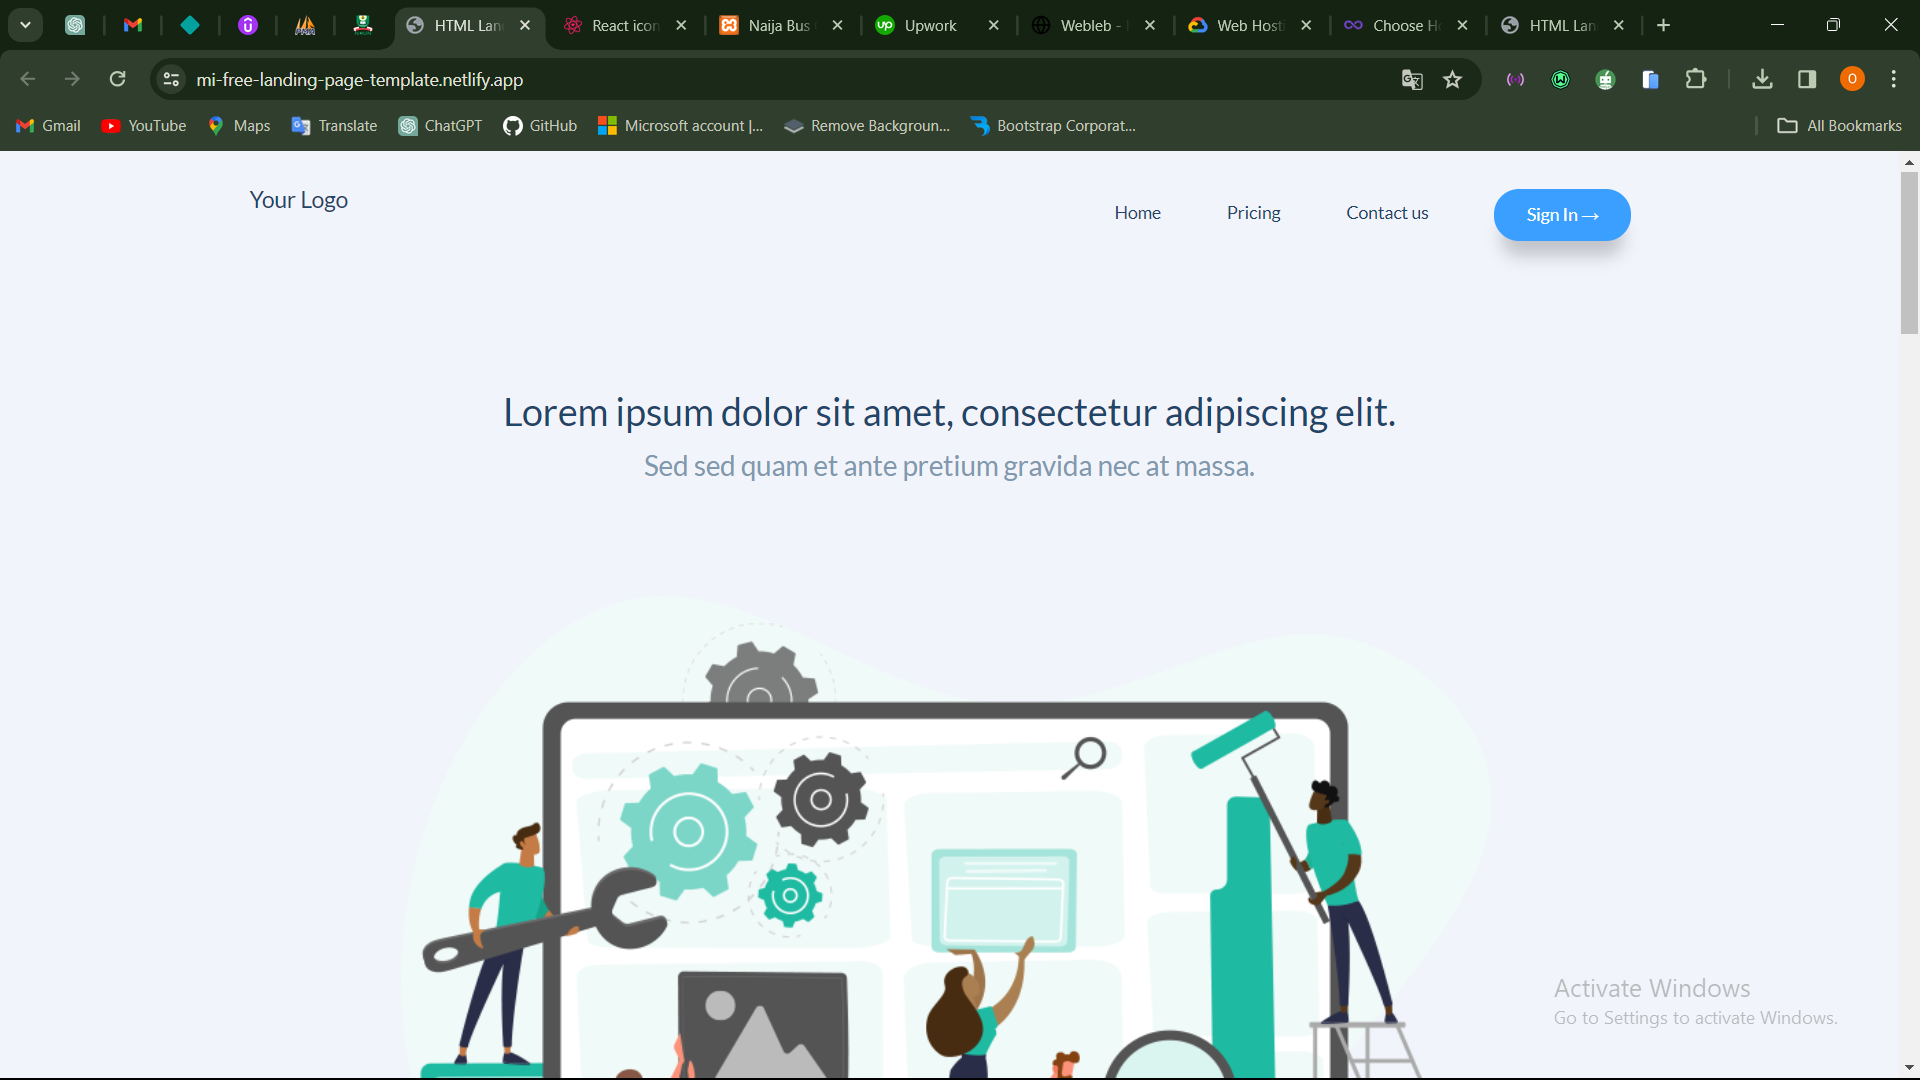 HTML Lan
React icon
Naija Bus
Upwork
Webleb -
Web Hosti
Choose H
HTML Lan
mi-free-landing-page-template.netlify.app
O
Gmail
YouTube
Maps
Translate
ChatGPT
GitHub
Microsoft account |...
Remove Backgroun...
Bootstrap Corporat...
All Bookmarks
Your Logo
Home
Pricing
Contact us
Sign In→
Lorem ipsum dolor sit amet, consectetur adipiscing elit.
Sed sed quam et ante pretium gravida nec at massa.
Activate Windows
Go to Settings to activate Windows.